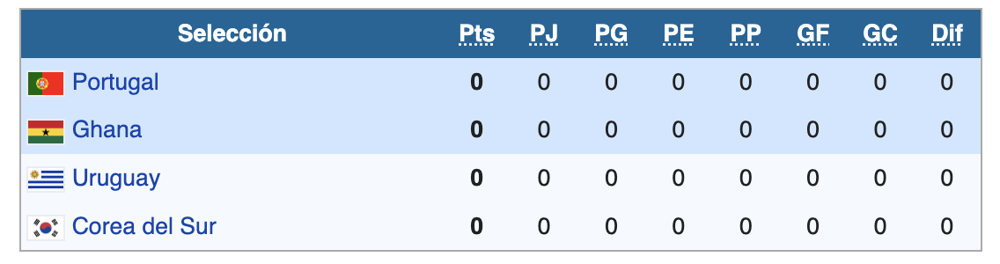 Selección Pts PJ PG PE PP GF GC Dif
Portugal 0 0 0 0 0 0 0 0
Ghana 0 0 0 0 0 0 0 0
Uruguay 0 0 0 0 0 0 0 0
Corea del Sur 0 0 0 0 0 0 0 0